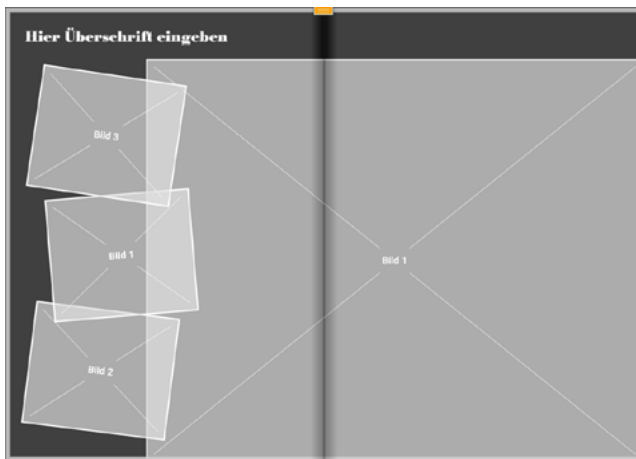 Hier Überschrift eingeben
Bild 3
Bild 1
Bild 1
Bild 2